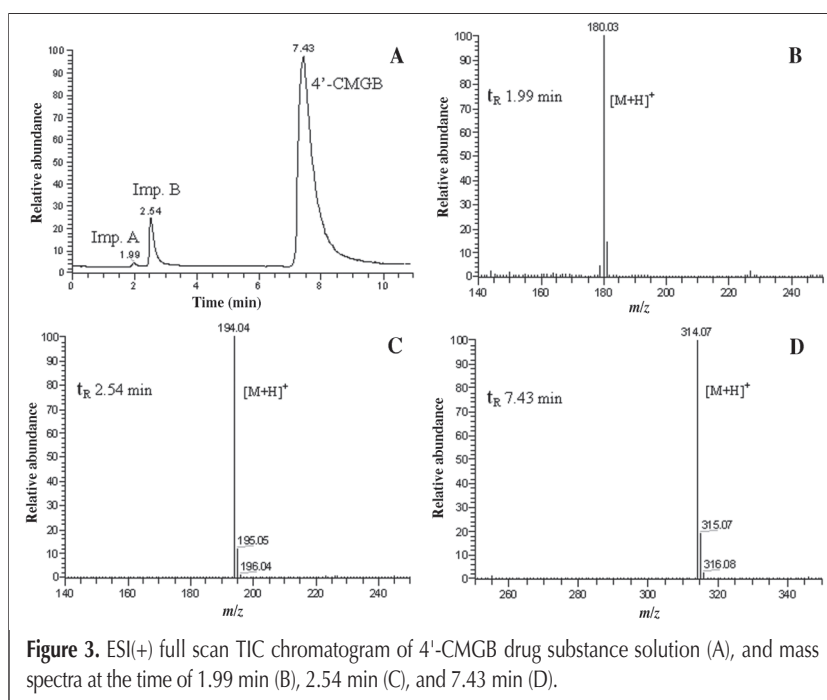 A
7.43
4'-CMGB
Imp. B
2.54
Imp. A
1.99
Relative abundance
100
90
80
70
60
50
40
30
20
10
0
0 2 4 6 8 10
Time (min)
B
180.03
tR 1.99 min
[M+H]+
Relative abundance
100
90
80
70
60
50
40
30
20
10
0
140 160 180 200 220 240
m/z
C
194.04
tR 2.54 min
[M+H]+
195.05
196.04
Relative abundance
100
90
80
70
60
50
40
30
20
10
0
140 160 180 200 220 240
m/z
D
314.07
tR 7.43 min
[M+H]+
315.07
316.08
Relative abundance
100
90
80
70
60
50
40
30
20
10
0
260 280 300 320 340
m/z
Figure 3. ESI(+) full scan TIC chromatogram of 4'-CMGB drug substance solution (A), and mass
spectra at the time of 1.99 min (B), 2.54 min (C), and 7.43 min (D).